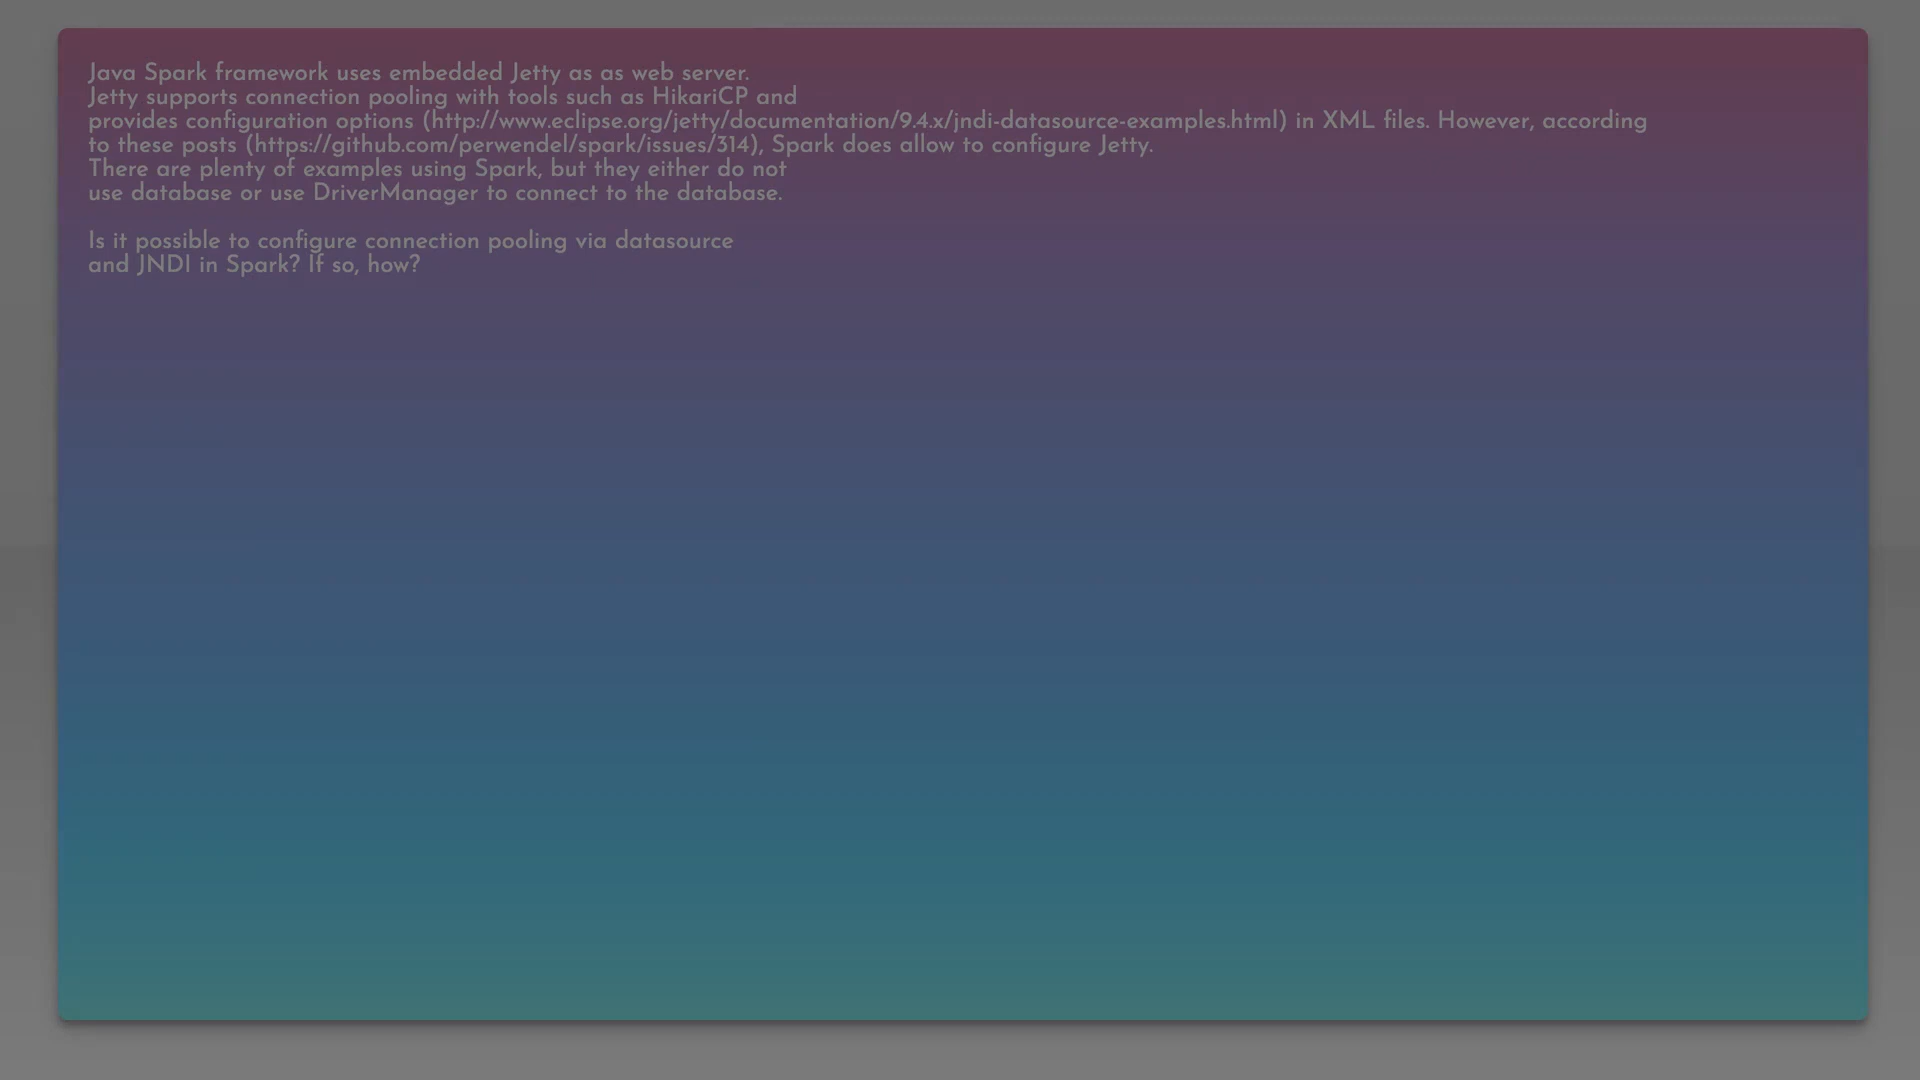 Java Spark framework uses embedded Jetty as as web server.
Jetty supports connection pooling with tools such as HikariCP and
provides configuration options (http://www.eclipse.org/jetty/documentation/9.4.x/jndi-datasource-examples.html) in XML files. However, according
to these posts (https://github.com/perwendel/spark/issues/314), Spark does allow to configure Jetty.
There are plenty of examples using Spark, but they either do not
use database or use DriverManager to connect to the database.

Is it possible to configure connection pooling via datasource
and JNDI in Spark? If so, how?